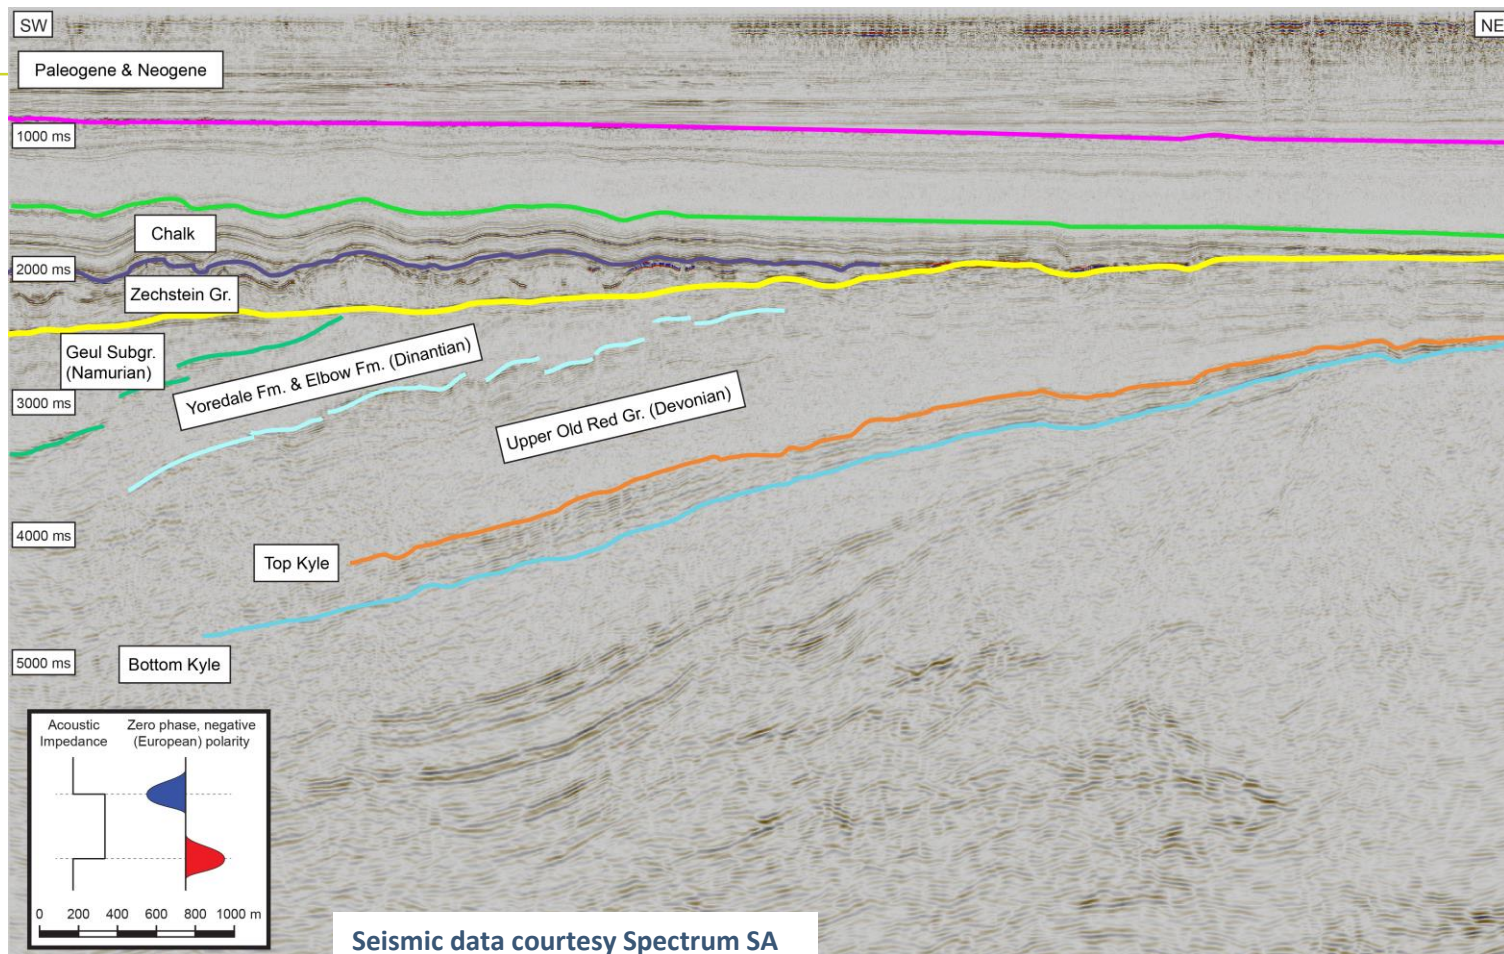 SW
NE
Paleogene & Neogene
1000 ms
Chalk
2000 ms
Zechstein Gr.
Geul Subgr.
(Namurian)
Yoredale Fm. & Elbow Fm. (Dinantian)
3000 ms
Upper Old Red Gr. (Devonian)
4000 ms
Top Kyle
5000 ms
Bottom Kyle
Acoustic
Impedance
Zero phase, negative
(European) polarity
0 200 400 600 800 1000 m
Seismic data courtesy Spectrum SA